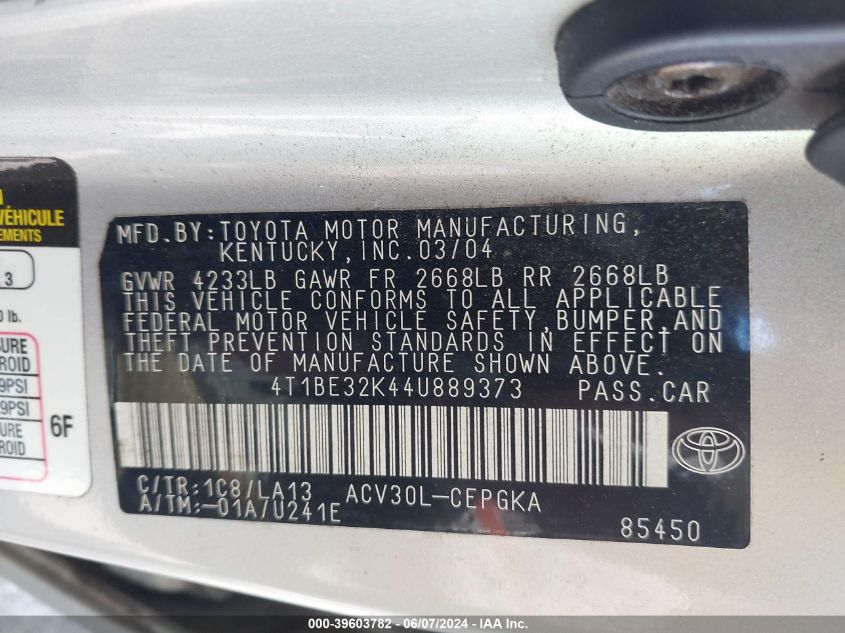 VÉHICULE
EMENTS
3
0 lb.
SURE
ROID
9PSI
9PSI
URE
ROID
6F
MFD.BY:TOYOTA MOTOR MANUFACTURING,
KENTUCKY,INC.03/04
GVWR 4233LB GAWR FR 2668LB RR 2668LB
THIS VEHICLE CONFORMS TO ALL APPLICABLE
FEDERAL MOTOR VEHICLE SAFETY,BUMPER,AND
THEFT PREVENTION STANDARDS IN EFFECT ON
THE DATE OF MANUFACTURE SHOWN ABOVE.
4T1BE32K44U889373 PASS.CAR
C/TR:1C8/LA13 ACV30L-CEPGKA
A/TM:-01A/U241E
85450
000-39603782 - 06/07/2024 - IAA Inc.